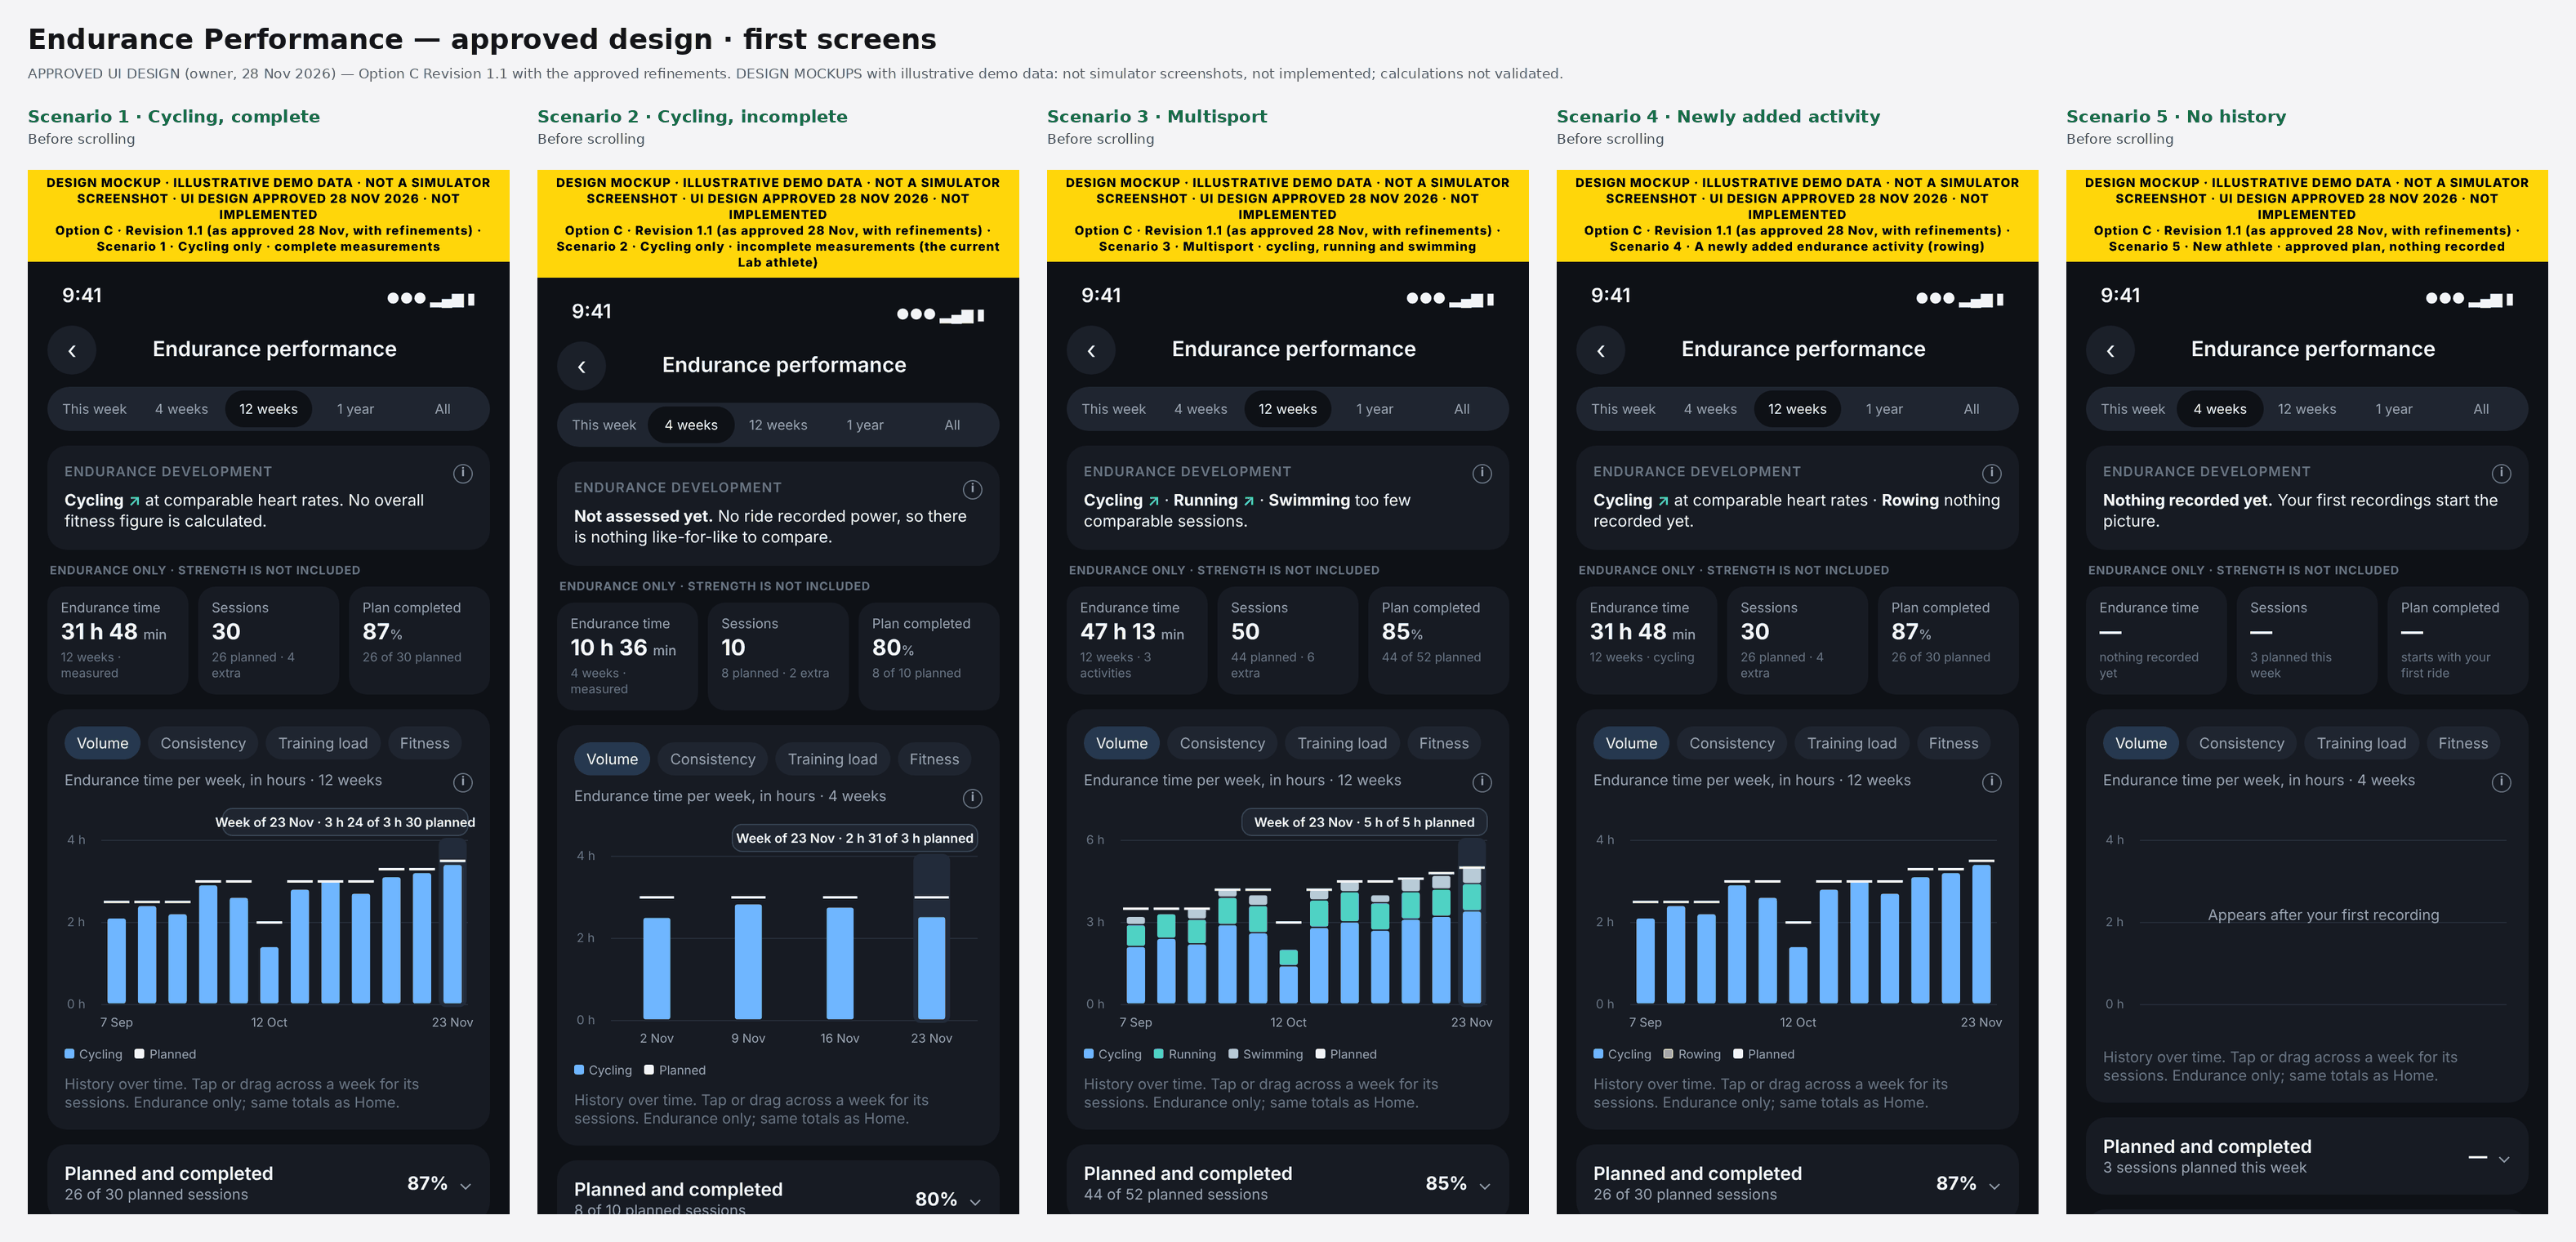 Endurance Performance — approved design · first screens
APPROVED UI DESIGN (owner, 28 Nov 2026) — Option C Revision 1.1 with the approved refinements. DESIGN MOCKUPS with illustrative demo data: not simulator screenshots, not implemented; calculations not validated.
Scenario 1 · Cycling, complete
Before scrolling
DESIGN MOCKUP · ILLUSTRATIVE DEMO DATA · NOT A SIMULATOR
SCREENSHOT · UI DESIGN APPROVED 28 NOV 2026 · NOT
IMPLEMENTED
Option C · Revision 1.1 (as approved 28 Nov, with refinements) ·
Scenario 1 · Cycling only · complete measurements
9:41
Endurance performance
This week 4 weeks 12 weeks 1 year All
ENDURANCE DEVELOPMENT i
Cycling ↗ at comparable heart rates. No overall
fitness figure is calculated.
ENDURANCE ONLY · STRENGTH IS NOT INCLUDED
Endurance time
31 h 48 min
12 weeks ·
measured
Sessions
30
26 planned · 4
extra
Plan completed
87%
26 of 30 planned
Volume Consistency Training load Fitness
Endurance time per week, in hours · 12 weeks i
Week of 23 Nov · 3 h 24 of 3 h 30 planned
4 h
2 h
0 h
7 Sep 12 Oct 23 Nov
Cycling Planned
History over time. Tap or drag across a week for its
sessions. Endurance only; same totals as Home.
Planned and completed
26 of 30 planned sessions
87%
Scenario 2 · Cycling, incomplete
Before scrolling
DESIGN MOCKUP · ILLUSTRATIVE DEMO DATA · NOT A SIMULATOR
SCREENSHOT · UI DESIGN APPROVED 28 NOV 2026 · NOT
IMPLEMENTED
Option C · Revision 1.1 (as approved 28 Nov, with refinements) ·
Scenario 2 · Cycling only · incomplete measurements (the current
Lab athlete)
9:41
Endurance performance
This week 4 weeks 12 weeks 1 year All
ENDURANCE DEVELOPMENT i
Not assessed yet. No ride recorded power, so there
is nothing like-for-like to compare.
ENDURANCE ONLY · STRENGTH IS NOT INCLUDED
Endurance time
10 h 36 min
4 weeks ·
measured
Sessions
10
8 planned · 2 extra
Plan completed
80%
8 of 10 planned
Volume Consistency Training load Fitness
Endurance time per week, in hours · 4 weeks i
Week of 23 Nov · 2 h 31 of 3 h planned
4 h
2 h
0 h
2 Nov 9 Nov 16 Nov 23 Nov
Cycling Planned
History over time. Tap or drag across a week for its
sessions. Endurance only; same totals as Home.
Planned and completed
8 of 10 planned sessions
80%
Scenario 3 · Multisport
Before scrolling
DESIGN MOCKUP · ILLUSTRATIVE DEMO DATA · NOT A SIMULATOR
SCREENSHOT · UI DESIGN APPROVED 28 NOV 2026 · NOT
IMPLEMENTED
Option C · Revision 1.1 (as approved 28 Nov, with refinements) ·
Scenario 3 · Multisport · cycling, running and swimming
9:41
Endurance performance
This week 4 weeks 12 weeks 1 year All
ENDURANCE DEVELOPMENT i
Cycling ↗ · Running ↗ · Swimming too few
comparable sessions.
ENDURANCE ONLY · STRENGTH IS NOT INCLUDED
Endurance time
47 h 13 min
12 weeks · 3
activities
Sessions
50
44 planned · 6
extra
Plan completed
85%
44 of 52 planned
Volume Consistency Training load Fitness
Endurance time per week, in hours · 12 weeks i
Week of 23 Nov · 5 h of 5 h planned
6 h
3 h
0 h
7 Sep 12 Oct 23 Nov
Cycling Running Swimming Planned
History over time. Tap or drag across a week for its
sessions. Endurance only; same totals as Home.
Planned and completed
44 of 52 planned sessions
85%
Scenario 4 · Newly added activity
Before scrolling
DESIGN MOCKUP · ILLUSTRATIVE DEMO DATA · NOT A SIMULATOR
SCREENSHOT · UI DESIGN APPROVED 28 NOV 2026 · NOT
IMPLEMENTED
Option C · Revision 1.1 (as approved 28 Nov, with refinements) ·
Scenario 4 · A newly added endurance activity (rowing)
9:41
Endurance performance
This week 4 weeks 12 weeks 1 year All
ENDURANCE DEVELOPMENT i
Cycling ↗ at comparable heart rates · Rowing nothing
recorded yet.
ENDURANCE ONLY · STRENGTH IS NOT INCLUDED
Endurance time
31 h 48 min
12 weeks · cycling
Sessions
30
26 planned · 4
extra
Plan completed
87%
26 of 30 planned
Volume Consistency Training load Fitness
Endurance time per week, in hours · 12 weeks i
4 h
2 h
0 h
7 Sep 12 Oct 23 Nov
Cycling Rowing Planned
History over time. Tap or drag across a week for its
sessions. Endurance only; same totals as Home.
Planned and completed
26 of 30 planned sessions
87%
Scenario 5 · No history
Before scrolling
DESIGN MOCKUP · ILLUSTRATIVE DEMO DATA · NOT A SIMULATOR
SCREENSHOT · UI DESIGN APPROVED 28 NOV 2026 · NOT
IMPLEMENTED
Option C · Revision 1.1 (as approved 28 Nov, with refinements) ·
Scenario 5 · New athlete · approved plan, nothing recorded
9:41
Endurance performance
This week 4 weeks 12 weeks 1 year All
ENDURANCE DEVELOPMENT i
Nothing recorded yet. Your first recordings start the
picture.
ENDURANCE ONLY · STRENGTH IS NOT INCLUDED
Endurance time
—
nothing recorded
yet
Sessions
—
3 planned this
week
Plan completed
—
starts with your
first ride
Volume Consistency Training load Fitness
Endurance time per week, in hours · 4 weeks i
4 h
2 h
0 h
Appears after your first recording
History over time. Tap or drag across a week for its
sessions. Endurance only; same totals as Home.
Planned and completed
3 sessions planned this week
—